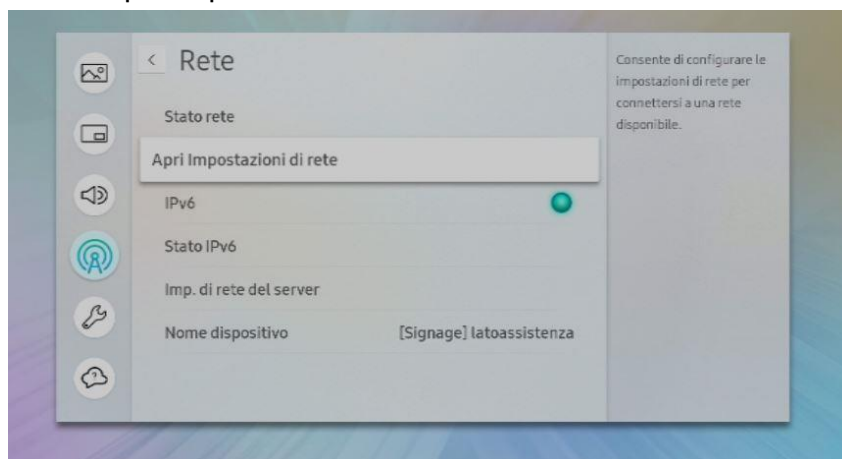 Rete
Stato rete
Apri Impostazioni di rete
IPv6
Stato IPv6
Imp. di rete del server
Nome dispositivo [Signage] latoassistenza
Consente di configurare le
impostazioni di rete per
connettersi a una rete
disponibile.